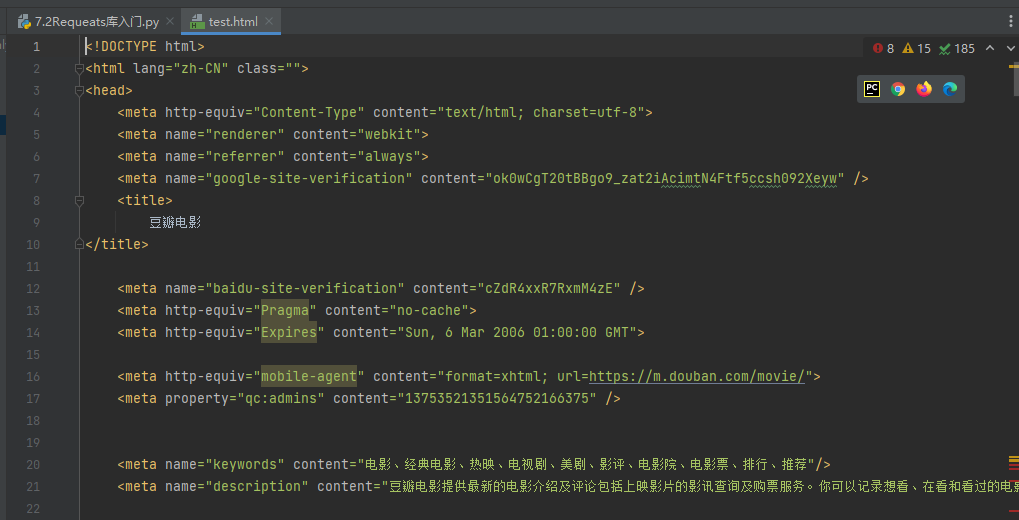 7.2Requeats库入门.py test.html
8 15 185
PC
1 <!DOCTYPE html>
2 <html lang="zh-CN" class="">
3 <head>
4 <meta http-equiv="Content-Type" content="text/html; charset=utf-8">
5 <meta name="renderer" content="webkit">
6 <meta name="referrer" content="always">
7 <meta name="google-site-verification" content="ok0wCgT20tBBgo9_zat2iAcimtN4Ftf5ccsh092Xeyw" />
8 <title>
9 豆瓣电影
10 </title>
11
12 <meta name="baidu-site-verification" content="cZdR4xxR7RxmM4zE" />
13 <meta http-equiv="Pragma" content="no-cache">
14 <meta http-equiv="Expires" content="Sun, 6 Mar 2006 01:00:00 GMT">
15
16 <meta http-equiv="mobile-agent" content="format=xhtml; url=https://m.douban.com/movie/">
17 <meta property="qc:admins" content="13753521351564752166375" />
18
19
20 <meta name="keywords" content="电影、经典电影、热映、电视剧、美剧、影评、电影院、电影票、排行、推荐"/>
21 <meta name="description" content="豆瓣电影提供最新的电影介绍及评论包括上映影片的影讯查询及购票服务。你可以记录想看、在看和看过的电影
22